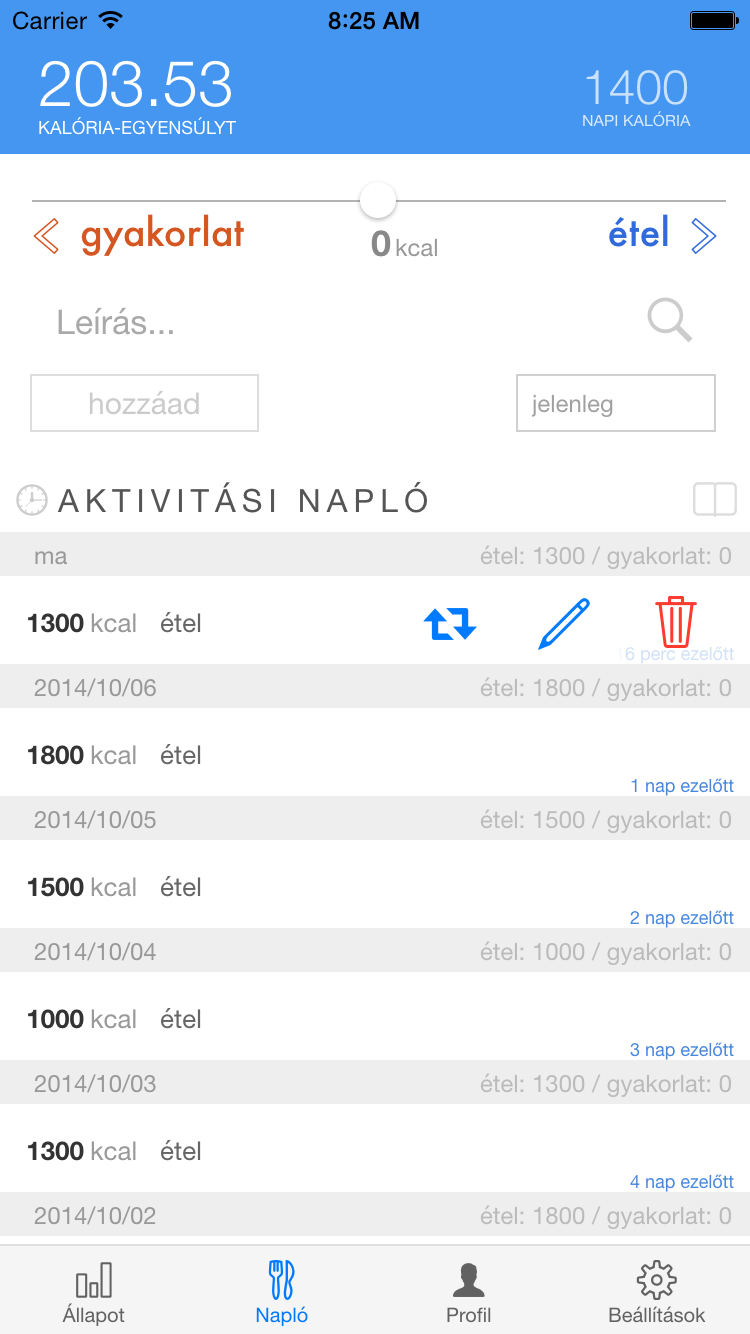 Carrier 8:25 AM
203.53 1400
KALÓRIA-EGYENSÚLYT NAPI KALÓRIA
gyakorlat 0 kcal étel
Leírás...
hozzáad jelenleg
AKTIVITÁSI NAPLÓ
ma étel: 1300 / gyakorlat: 0
1300 kcal étel
6 perc ezelőtt
2014/10/06 étel: 1800 / gyakorlat: 0
1800 kcal étel
1 nap ezelőtt
2014/10/05 étel: 1500 / gyakorlat: 0
1500 kcal étel
2 nap ezelőtt
2014/10/04 étel: 1000 / gyakorlat: 0
1000 kcal étel
3 nap ezelőtt
2014/10/03 étel: 1300 / gyakorlat: 0
1300 kcal étel
4 nap ezelőtt
2014/10/02 étel: 1800 / gyakorlat: 0
Állapot Napló Profil Beállítások